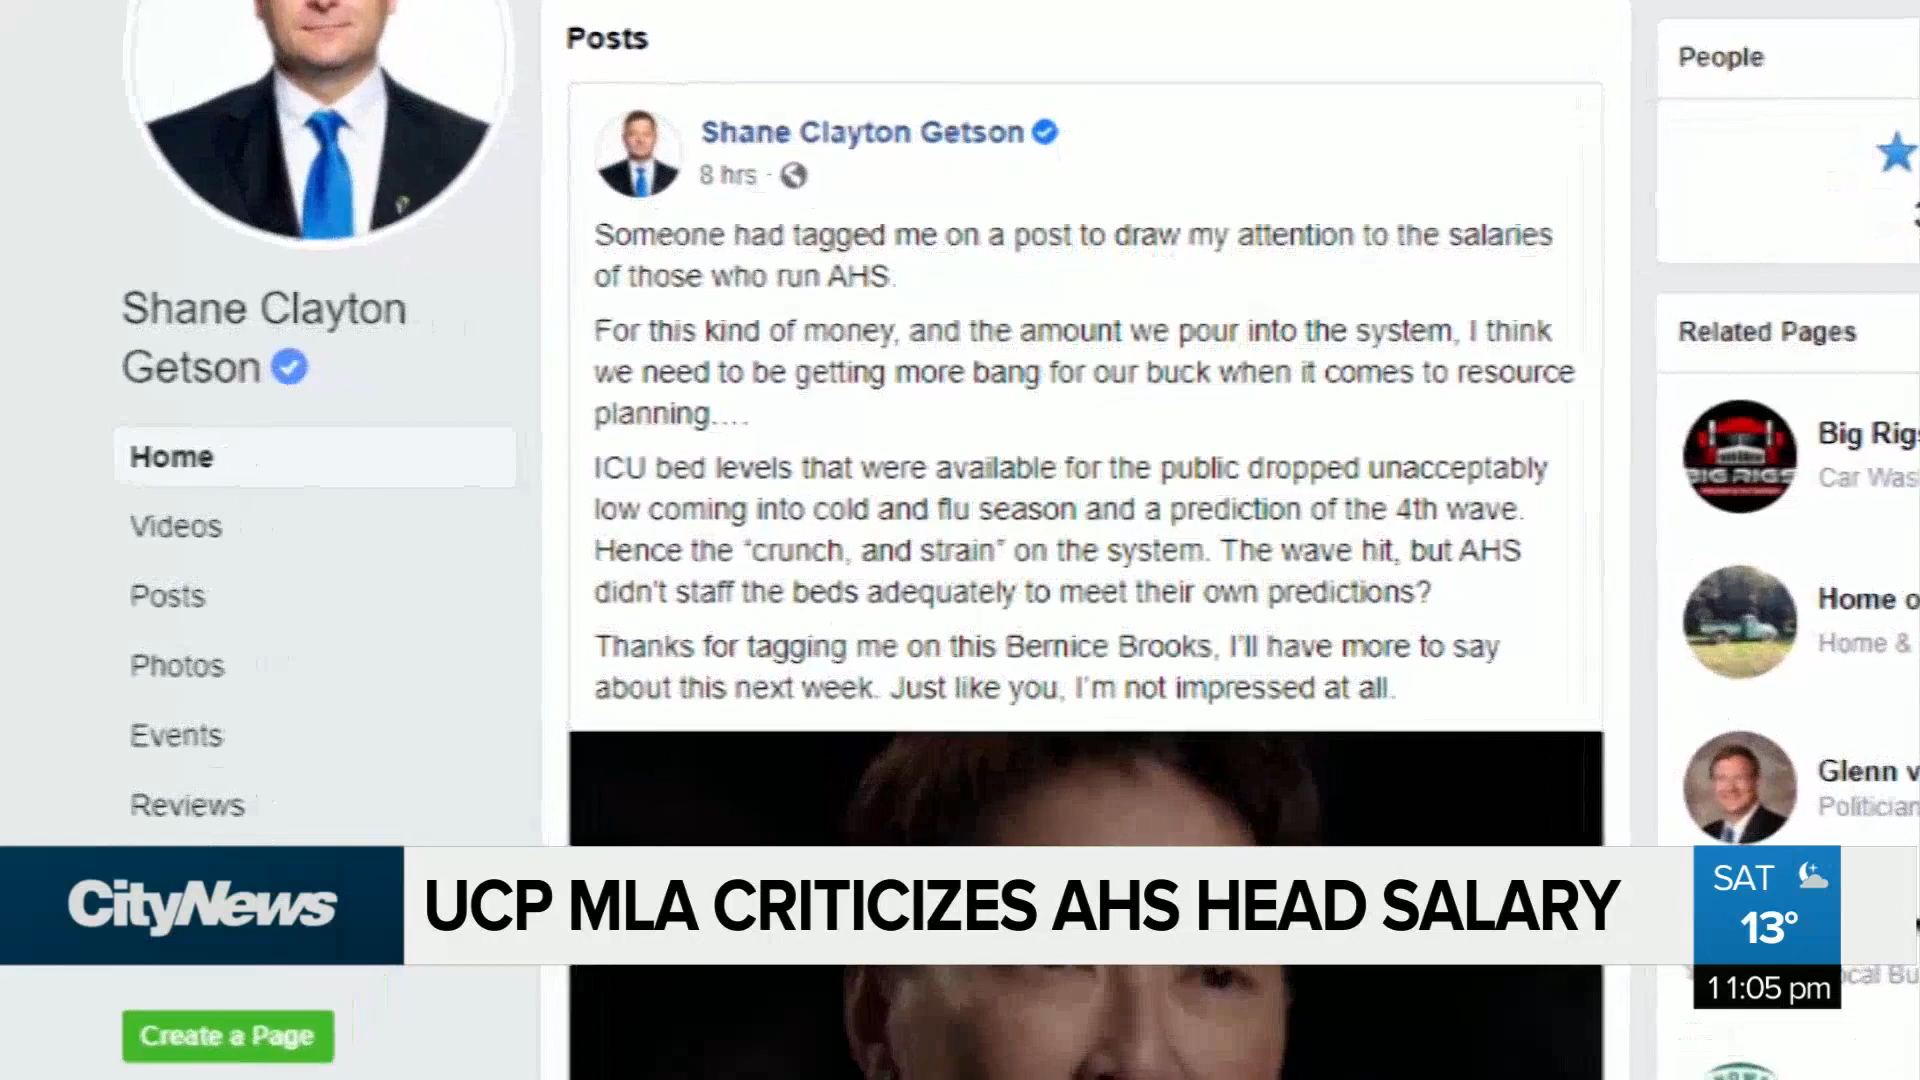 Posts
Shane Clayton Getson
8 hrs ·
Someone had tagged me on a post to draw my attention to the salaries
of those who run AHS.
For this kind of money, and the amount we pour into the system, I think
we need to be getting more bang for our buck when it comes to resource
planning....
ICU bed levels that were available for the public dropped unacceptably
low coming into cold and flu season and a prediction of the 4th wave.
Hence the "crunch, and strain" on the system. The wave hit, but AHS
didn't staff the beds adequately to meet their own predictions?
Thanks for tagging me on this Bernice Brooks, I'll have more to say
about this next week. Just like you, I'm not impressed at all.
Shane Clayton
Getson
Home
Videos
Posts
Photos
Events
Reviews
Create a Page
People
Related Pages
BIG RIGS
Big Rigs
Car Was
Home o
Home &
Glenn v
Politician
ocal Bu
CityNews
UCP MLA CRITICIZES AHS HEAD SALARY
SAT
13°
11:05 pm